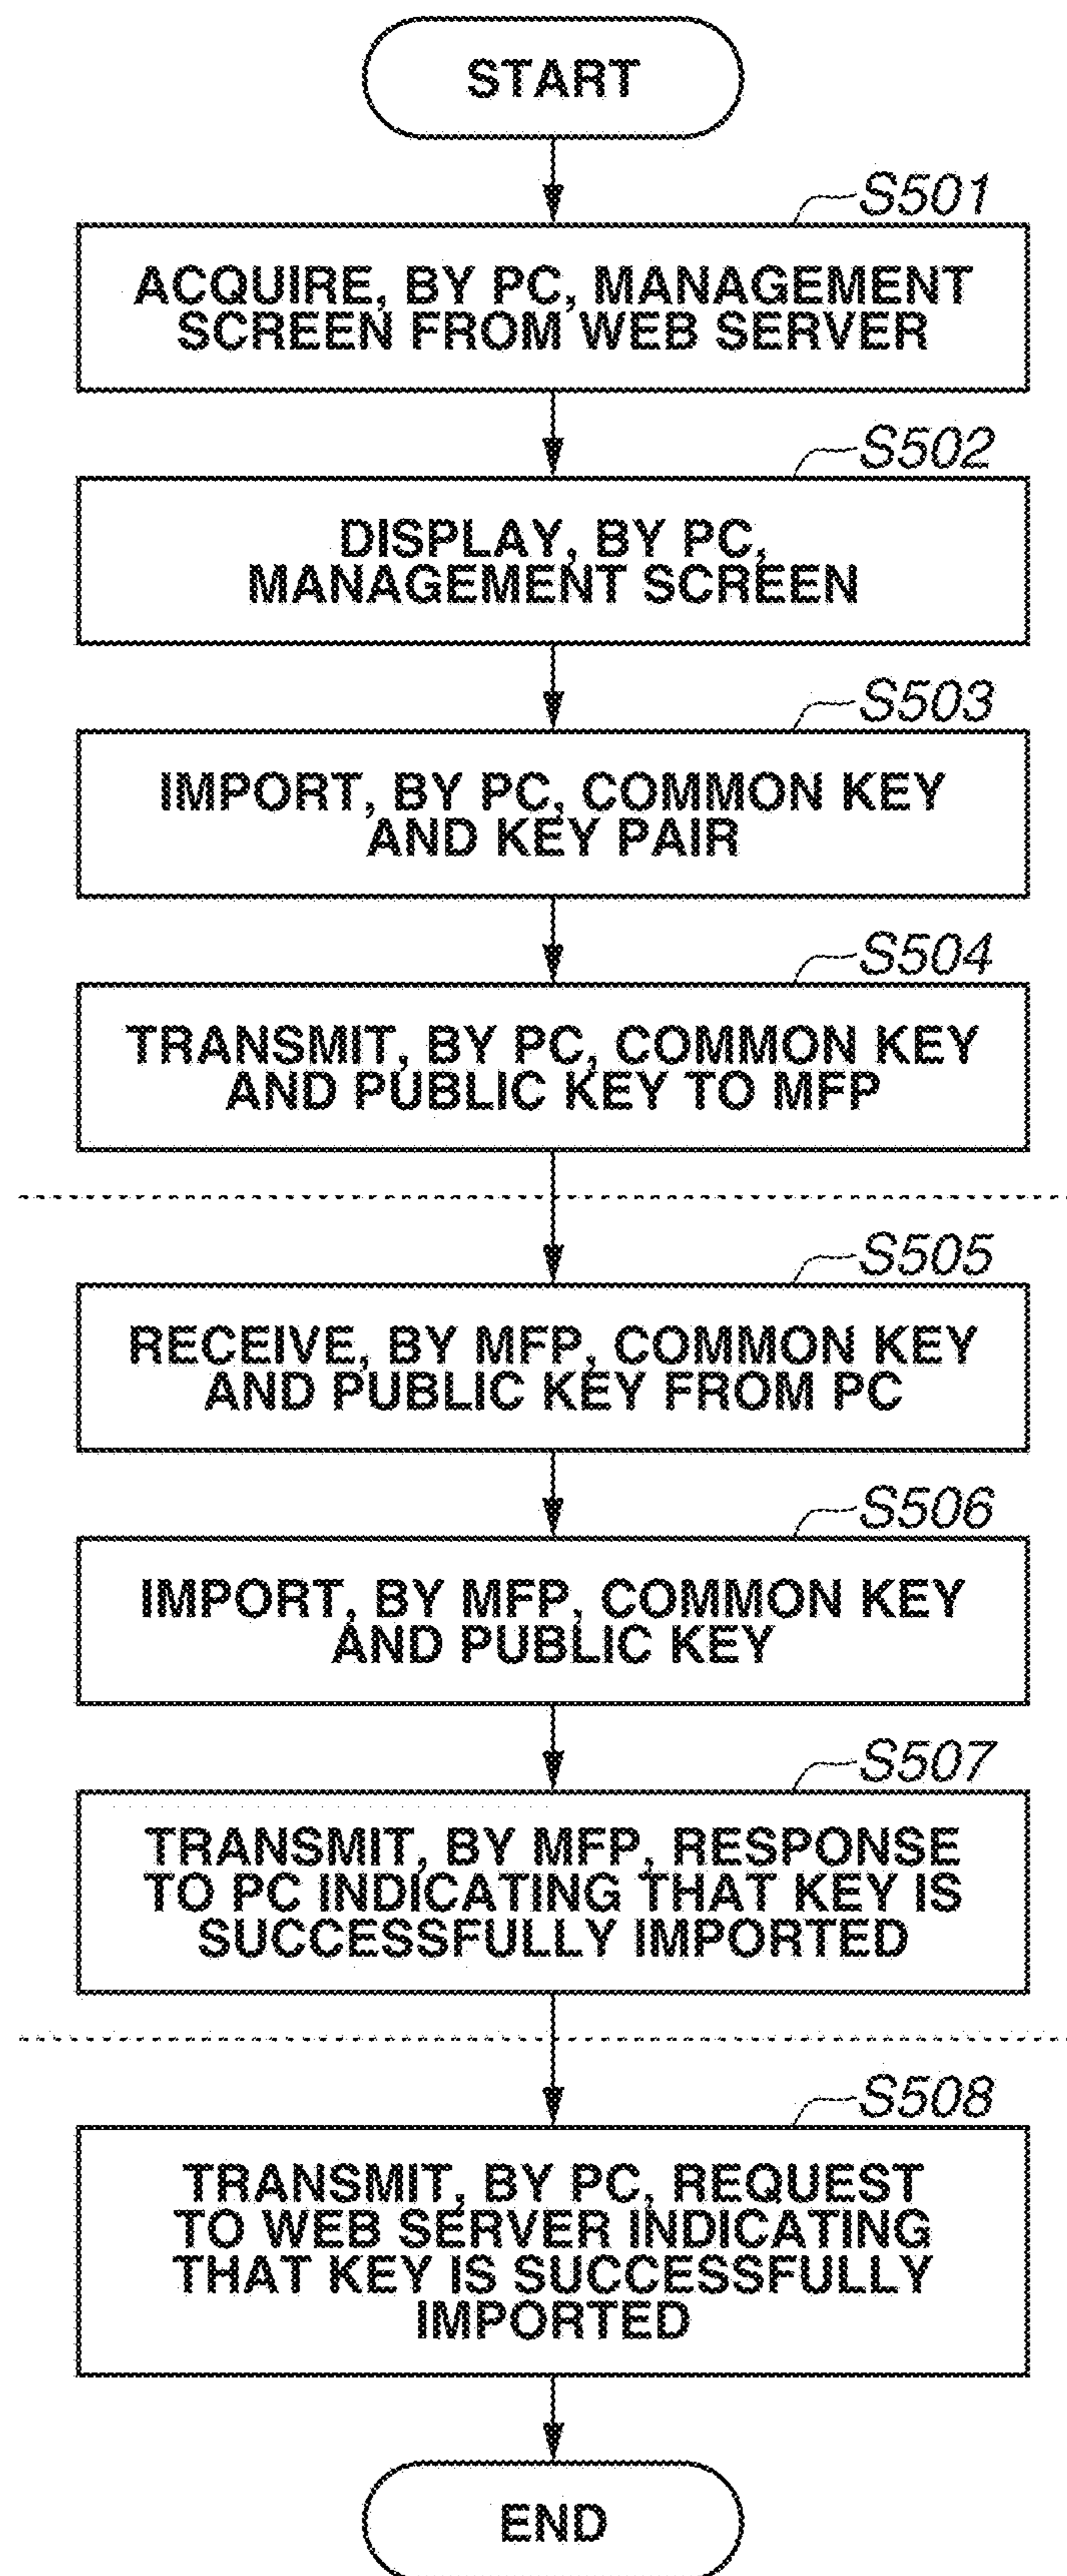 START
S501
ACQUIRE, BY PC, MANAGEMENT
SCREEN FROM WEB SERVER
S502
DISPLAY, BY PC,
MANAGEMENT SCREEN
S503
IMPORT, BY PC, COMMON KEY
AND KEY PAIR
S504
TRANSMIT, BY PC, COMMON KEY
AND PUBLIC KEY TO MFP
S505
RECEIVE, BY MFP, COMMON KEY
AND PUBLIC KEY FROM PC
S506
IMPORT, BY MFP, COMMON KEY
AND PUBLIC KEY
S507
TRANSMIT, BY MFP, RESPONSE
TO PC INDICATING THAT KEY IS
SUCCESSFULLY IMPORTED
S508
TRANSMIT, BY PC, REQUEST
TO WEB SERVER INDICATING
THAT KEY IS SUCCESSFULLY
IMPORTED
END